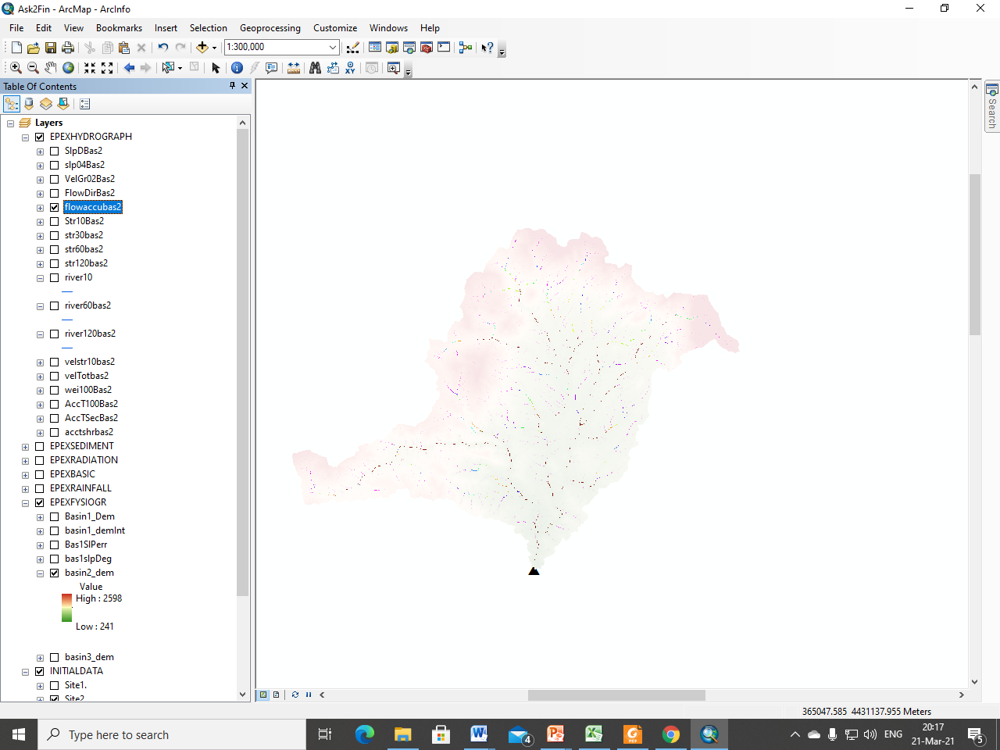 Ask2Fin - ArcMap - ArcInfo
File Edit View Bookmarks Insert Selection Geoprocessing Customize Windows Help
1:300,000
Table Of Contents
Layers
EPEXHYDROGRAPH
SlpDBas2
slp04Bas2
VelGr02Bas2
FlowDirBas2
flowaccubas2
Str10Bas2
str30bas2
str60bas2
str120bas2
river10
river60bas2
river120bas2
velstr10bas2
velTotbas2
wei100Bas2
AccT100Bas2
AccTSecBas2
acctshrbas2
EPEXSEDIMENT
EPEXRADIATION
EPEXBASIC
EPEXRAINFALL
EPEXFYSIOGR
Basin1_Dem
basin1_demInt
Bas1SlPerr
bas1slpDeg
basin2_dem
Value
High : 2598
Low : 241
basin3_dem
INITIALDATA
Site1.
Site2
Search
365047.585 4431137.955 Meters
Type here to search
4
ENG
20:17
21-Mar-21
5